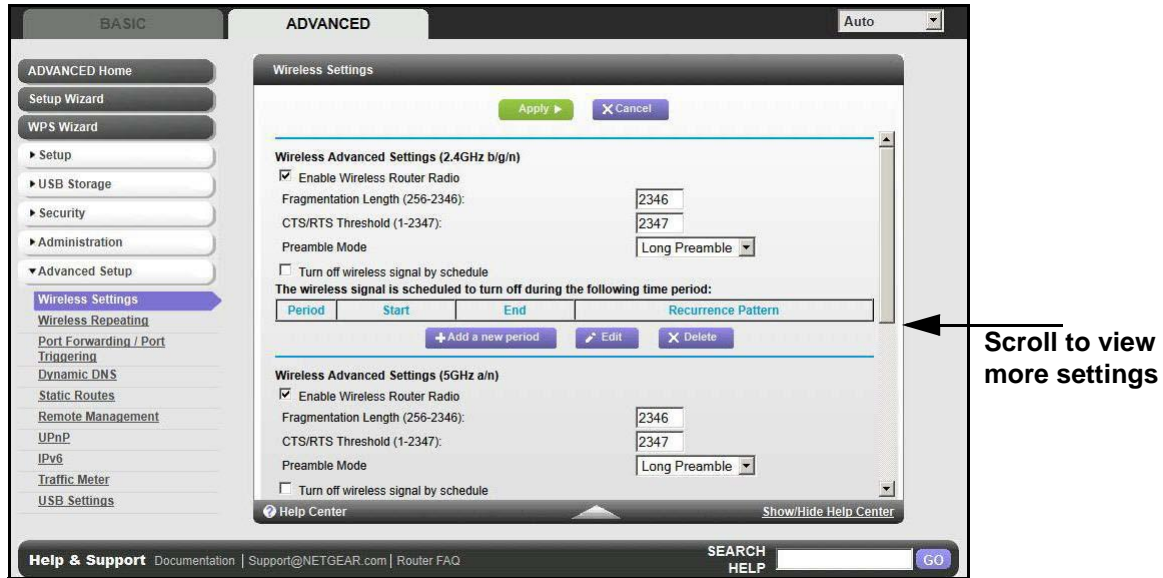 BASIC
ADVANCED
Auto
ADVANCED Home
Setup Wizard
WPS Wizard
Setup
USB Storage
Security
Administration
Advanced Setup
Wireless Settings
Wireless Repeating
Port Forwarding / Port
Triggering
Dynamic DNS
Static Routes
Remote Management
UPnP
IPv6
Traffic Meter
USB Settings
Wireless Settings
Apply
X Cancel
Wireless Advanced Settings (2.4GHz b/g/n)
Enable Wireless Router Radio
Fragmentation Length (256-2346): 2346
CTS/RTS Threshold (1-2347): 2347
Preamble Mode Long Preamble
Turn off wireless signal by schedule
The wireless signal is scheduled to turn off during the following time period:
Period Start End Recurrence Pattern
+Add a new period Edit X Delete
Wireless Advanced Settings (5GHz a/n)
Enable Wireless Router Radio
Fragmentation Length (256-2346): 2346
CTS/RTS Threshold (1-2347): 2347
Preamble Mode Long Preamble
Turn off wireless signal by schedule
? Help Center
Show/Hide Help Center
Scroll to view
more settings
Help & Support Documentation | Support@NETGEAR.com | Router FAQ
SEARCH
HELP
GO